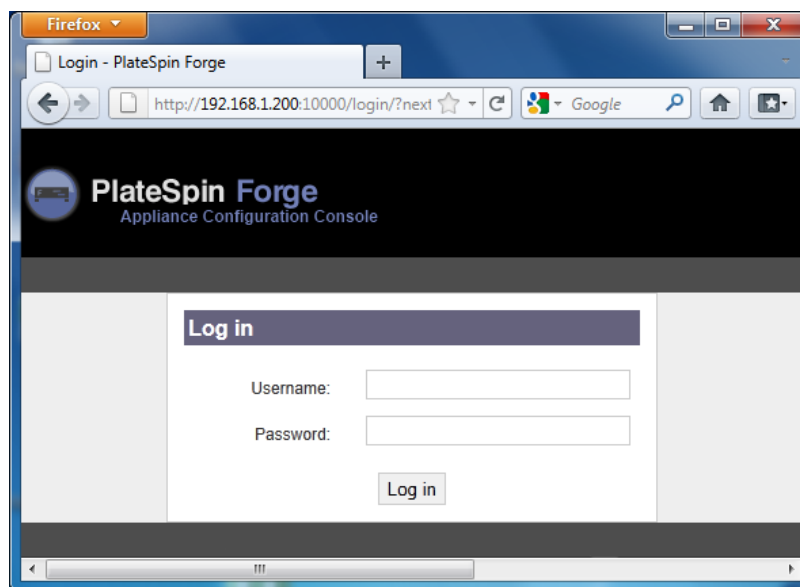 Firefox
Login - PlateSpin Forge
http://192.168.1.200:10000/login/?next
Google
PlateSpin Forge
Appliance Configuration Console
Log in
Username:
Password:
Log in